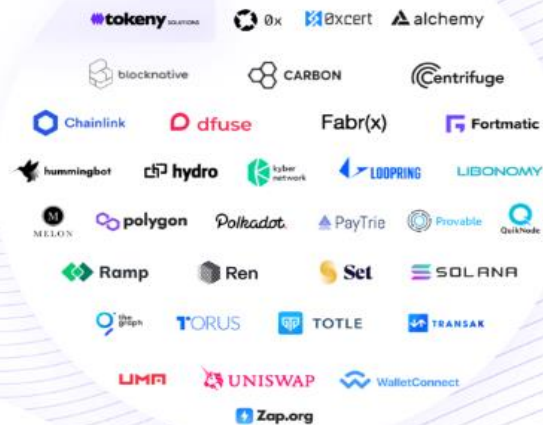 tokeny SOLUTIONS 0x 0xcert alchemy
blocknative CARBON Centrifuge
Chainlink dfuse Fabr(x) Fortmatic
hummingbot hydro kyber network LOOPRING LIBONOMY
M MELON polygon Polkadot. PayTrie Provable QuikNode
Ramp Ren Set SOLANA
the graph TORUS TOTLE TRANSAK
UMA UNISWAP WalletConnect
Zap.org